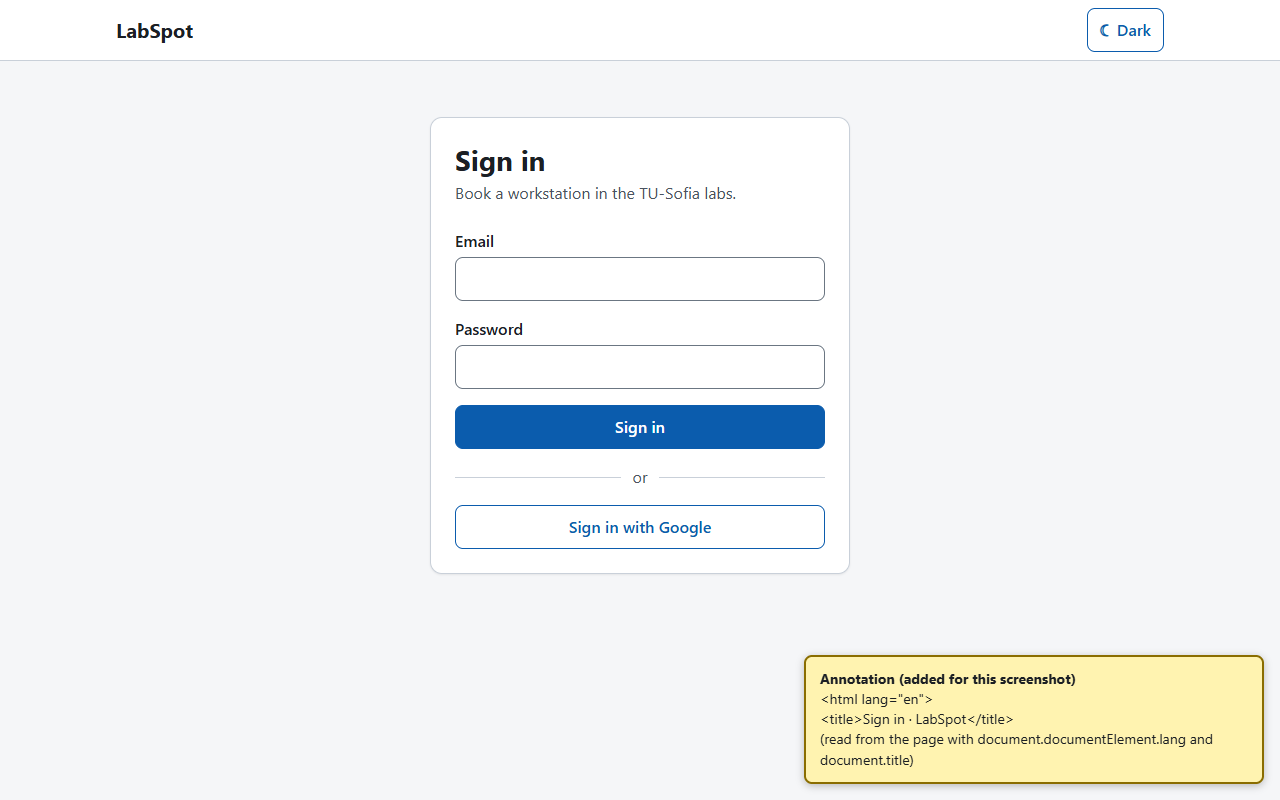 LabSpot
☾ Dark
Sign in
Book a workstation in the TU-Sofia labs.
Email
Password
Sign in
or
Sign in with Google
Annotation (added for this screenshot)
<html lang="en">
<title>Sign in · LabSpot</title>
(read from the page with document.documentElement.lang and
document.title)